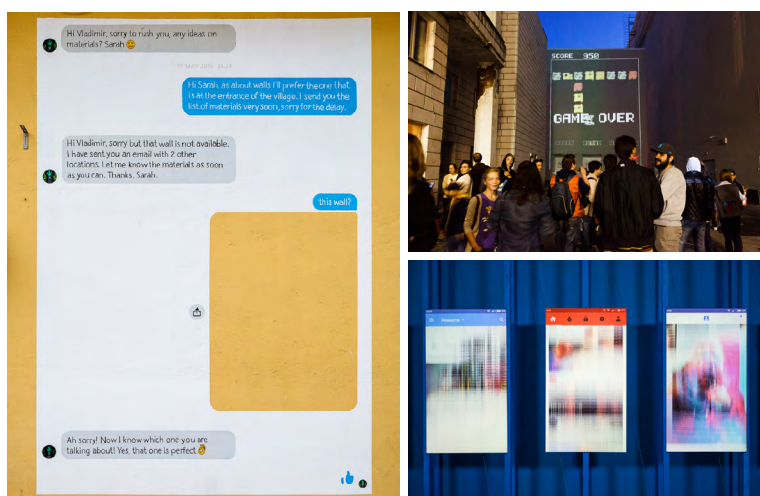 Hi Vladimir, sorry to rush you, any ideas on
materials? Sarah 😊
Hi Sarah, as about walls I'll prefer the one that
is at the entrance of the village. I send you the
list of materials very soon, sorry for the delay.
Hi Vladimir, sorry but that wall is not available.
I have sent you an email with 2 other
locations. Let me know the materials as soon
as you can. Thanks, Sarah.
this wall?
Ah sorry! Now I know which one you are
talking about! Yes, that one is perfect 👌
SCORE 950
GAME OVER